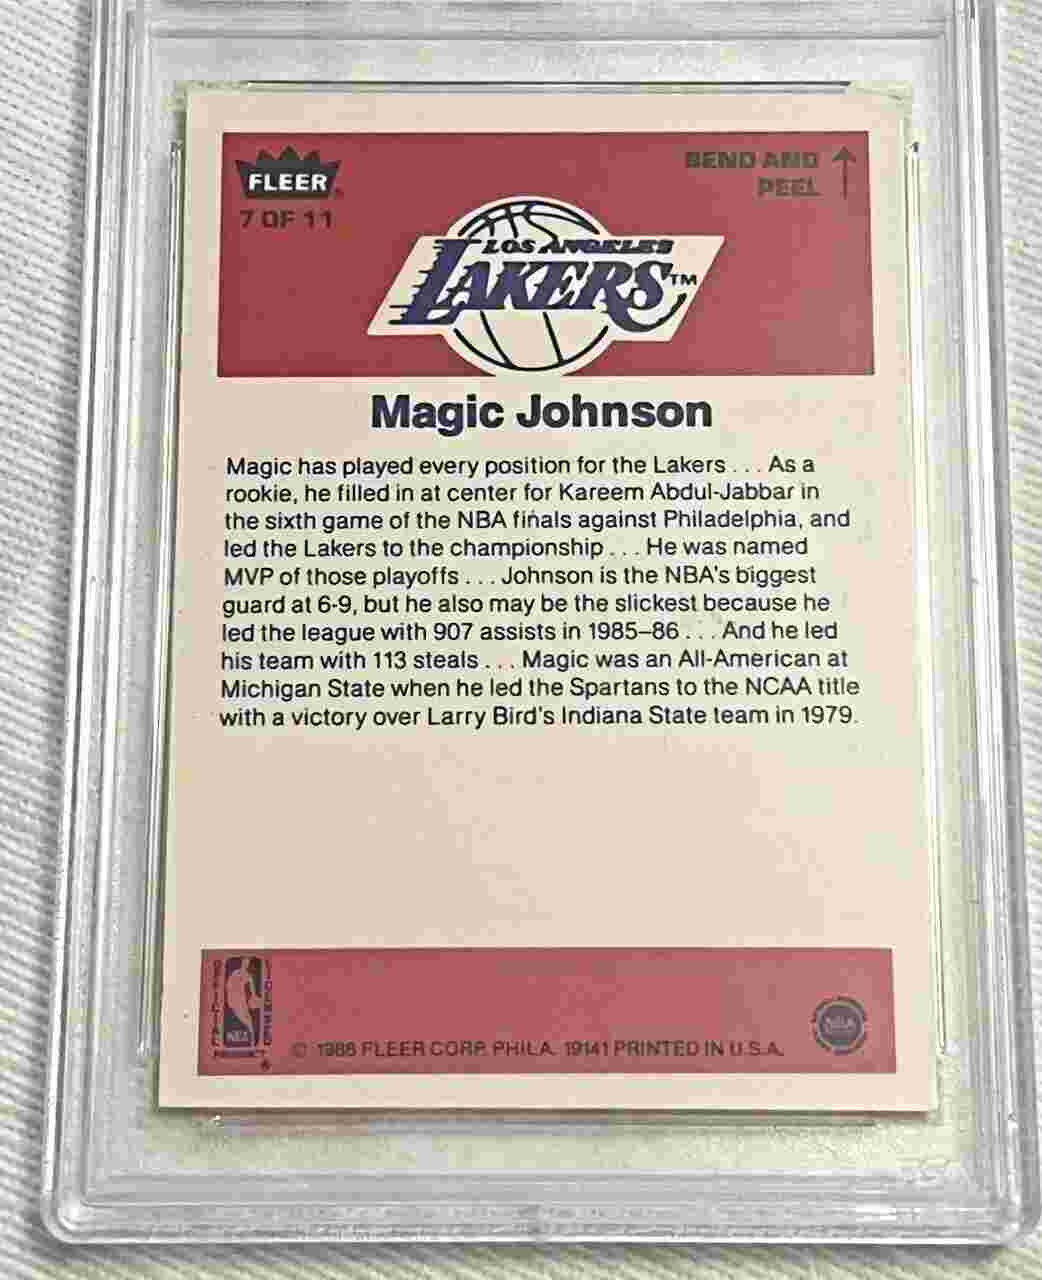 FLEER
7 OF 11
BEND AND
PEEL
LOS ANGELES
LAKERS™
Magic Johnson
Magic has played every position for the Lakers . . . As a
rookie, he filled in at center for Kareem Abdul-Jabbar in
the sixth game of the NBA finals against Philadelphia, and
led the Lakers to the championship . . . He was named
MVP of those playoffs . . . Johnson is the NBA's biggest
guard at 6-9, but he also may be the slickest because he
led the league with 907 assists in 1985–86 . . . And he led
his team with 113 steals . . . Magic was an All-American at
Michigan State when he led the Spartans to the NCAA title
with a victory over Larry Bird's Indiana State team in 1979.
OFFICIAL
NBA
LICENSED
PRODUCT
®
© 1986 FLEER CORP. PHILA. 19141 PRINTED IN U.S.A.